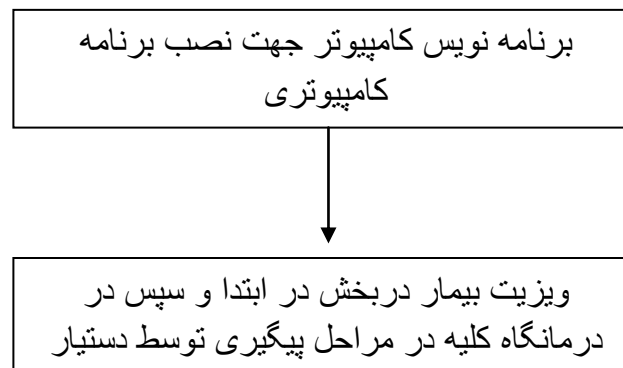 برنامه نویس کامپیوتر جهت نصب برنامه
کامپیوتری
ویزیت بیمار دربخش در ابتدا و سپس در
درمانگاه کلیه در مراحل پیگیری توسط دستیار